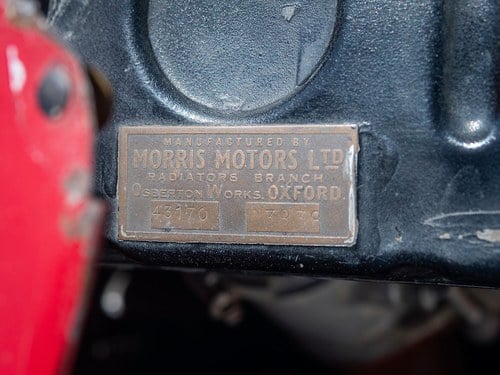 MANUFACTURED BY
MORRIS MOTORS LTD
RADIATORS BRANCH
OSBERTON WORKS. OXFORD.
43170